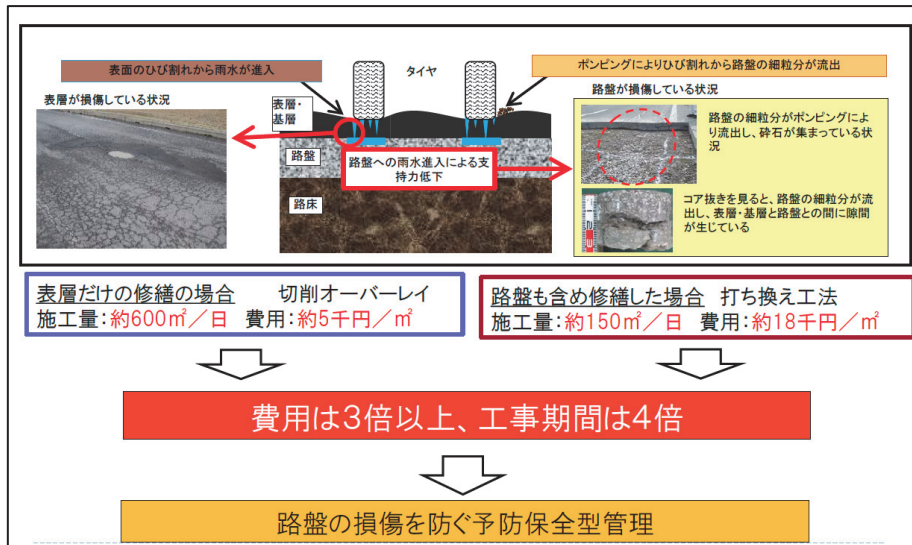 表面のひび割れから雨水が進入
タイヤ
ポンピングによりひび割れから路盤の細粒分が流出
表層が損傷している状況
表層・
基層
路盤
路床
路盤への雨水進入による支
持力低下
路盤が損傷している状況
路盤の細粒分がポンピングによ
り流出し、砕石が集まっている状
況
コア抜きを見ると、路盤の細粒分が流
出し、表層・基層と路盤との間に隙間
が生じている
表層だけの修繕の場合 切削オーバーレイ
施工量:約600㎡/日 費用:約5千円/㎡
路盤も含め修繕した場合 打ち換え工法
施工量:約150㎡/日 費用:約18千円/㎡
費用は3倍以上、工事期間は4倍
路盤の損傷を防ぐ予防保全型管理